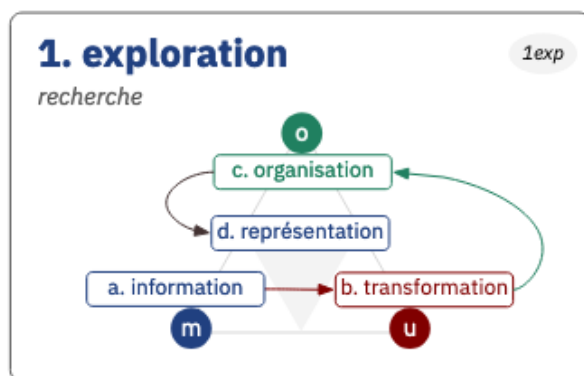 1. exploration
1exp
recherche
o
c. organisation
d. représentation
a. information
b. transformation
m
u